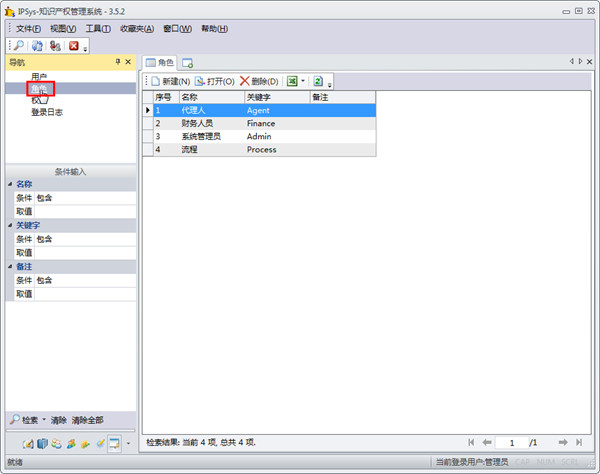 IPSys-知识产权管理系统 - 3.5.2
文件(F) 视图(V) 工具(T) 收藏夹(A) 窗口(W) 帮助(H)
导航
用户
角色
登录日志
条件输入
名称
条件 包含
取值
关键字
条件 包含
取值
备注
条件 包含
取值
检索 清除 清除全部
角色
新建(N) 打开(O) 删除(D)
序号 名称 关键字 备注
1 代理人 Agent
2 财务人员 Finance
3 系统管理员 Admin
4 流程 Process
检索结果: 当前 4 项, 总共 4 项.
1 /1
就绪
当前登录用户:管理员 CAP NUM SCRL